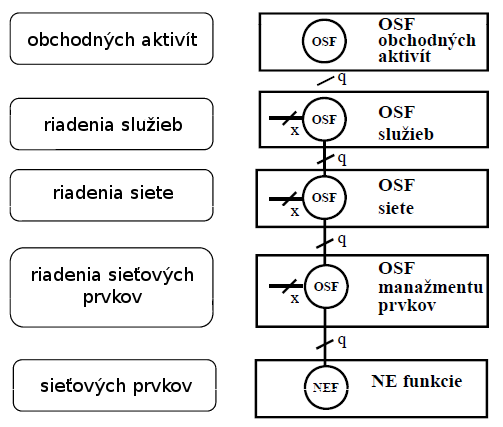 obchodných aktivít
OSF
OSF
obchodných
aktivít
q
riadenia služieb
x
OSF
OSF
služieb
q
riadenia siete
x
OSF
OSF
siete
q
riadenia sieťových
prvkov
x
OSF
OSF
manažmentu
prvkov
q
sieťových prvkov
NEF
NE funkcie